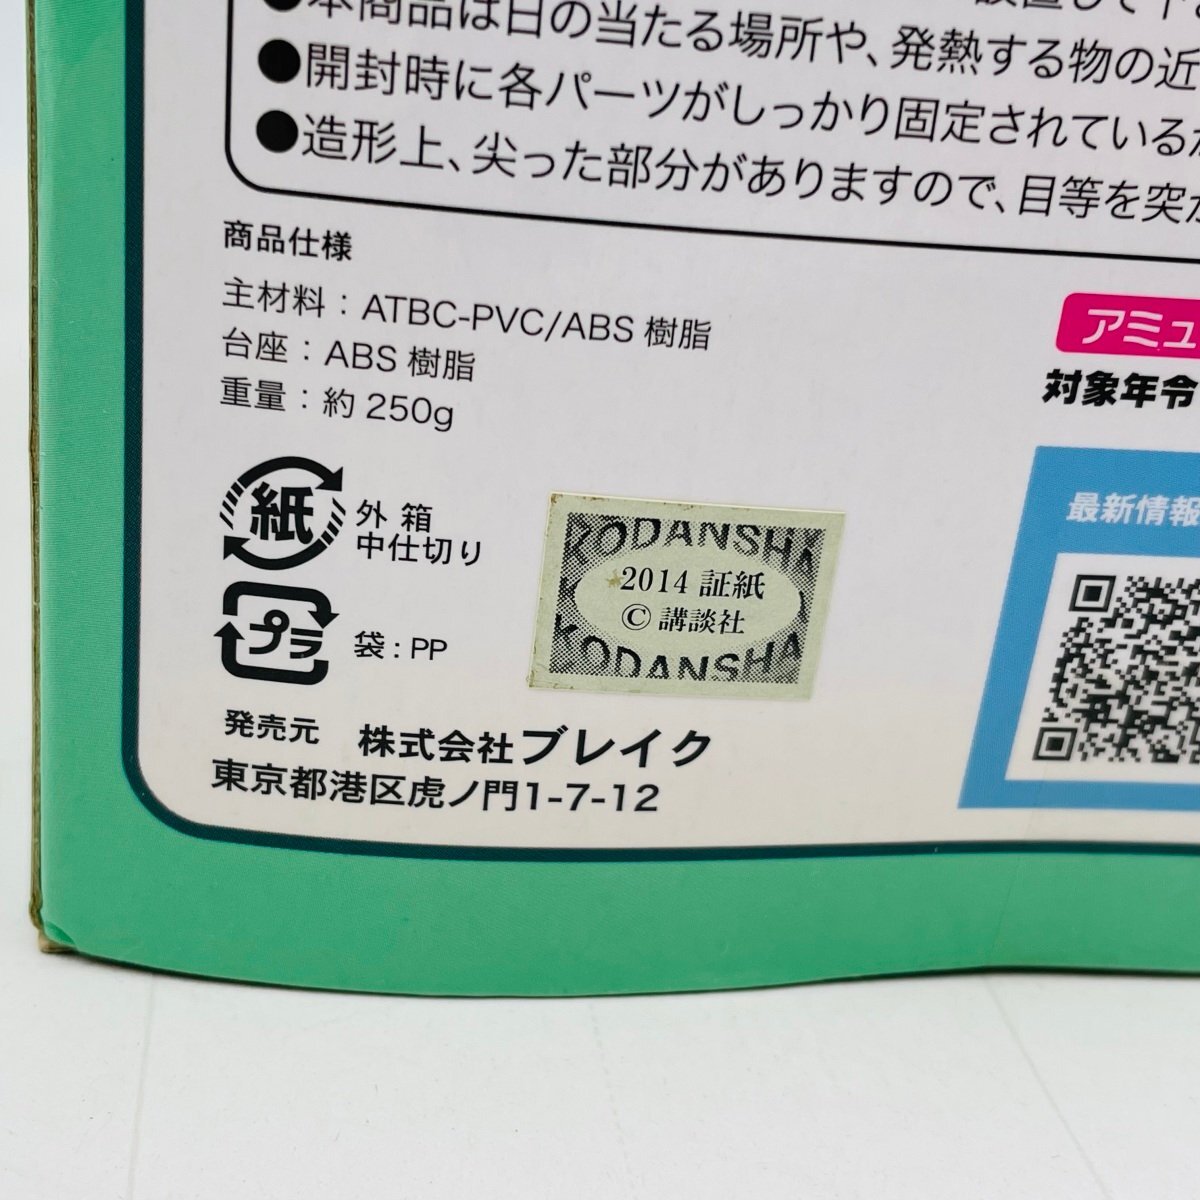 ●本商品は日の当たる場所や、発熱する物の近
●開封時に各パーツがしっかり固定されているか
●造形上、尖った部分がありますので、目等を突か
商品仕様
主材料：ATBC-PVC/ABS 樹脂
台座：ABS 樹脂
重量：約 250g
アミュ
対象年令
紙
外 箱
中仕切り
プラ
袋：PP
KODANSHA
2014 証紙
© 講談社
KODANSHA
最新情報
発売元 株式会社ブレイク
東京都港区虎ノ門1-7-12